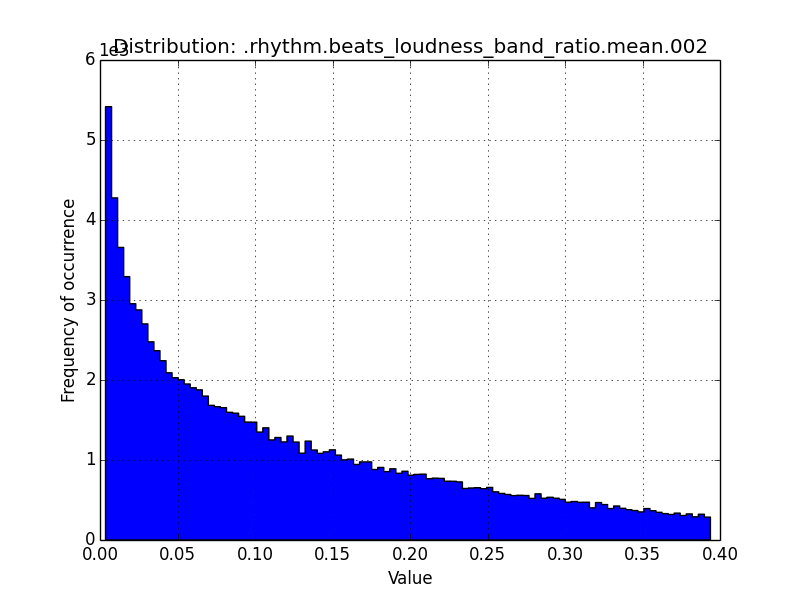 Distribution: .rhythm.beats_loudness_band_ratio.mean.002
1e3
6
5
4
3
2
1
0
Frequency of occurrence
0.00 0.05 0.10 0.15 0.20 0.25 0.30 0.35 0.40
Value